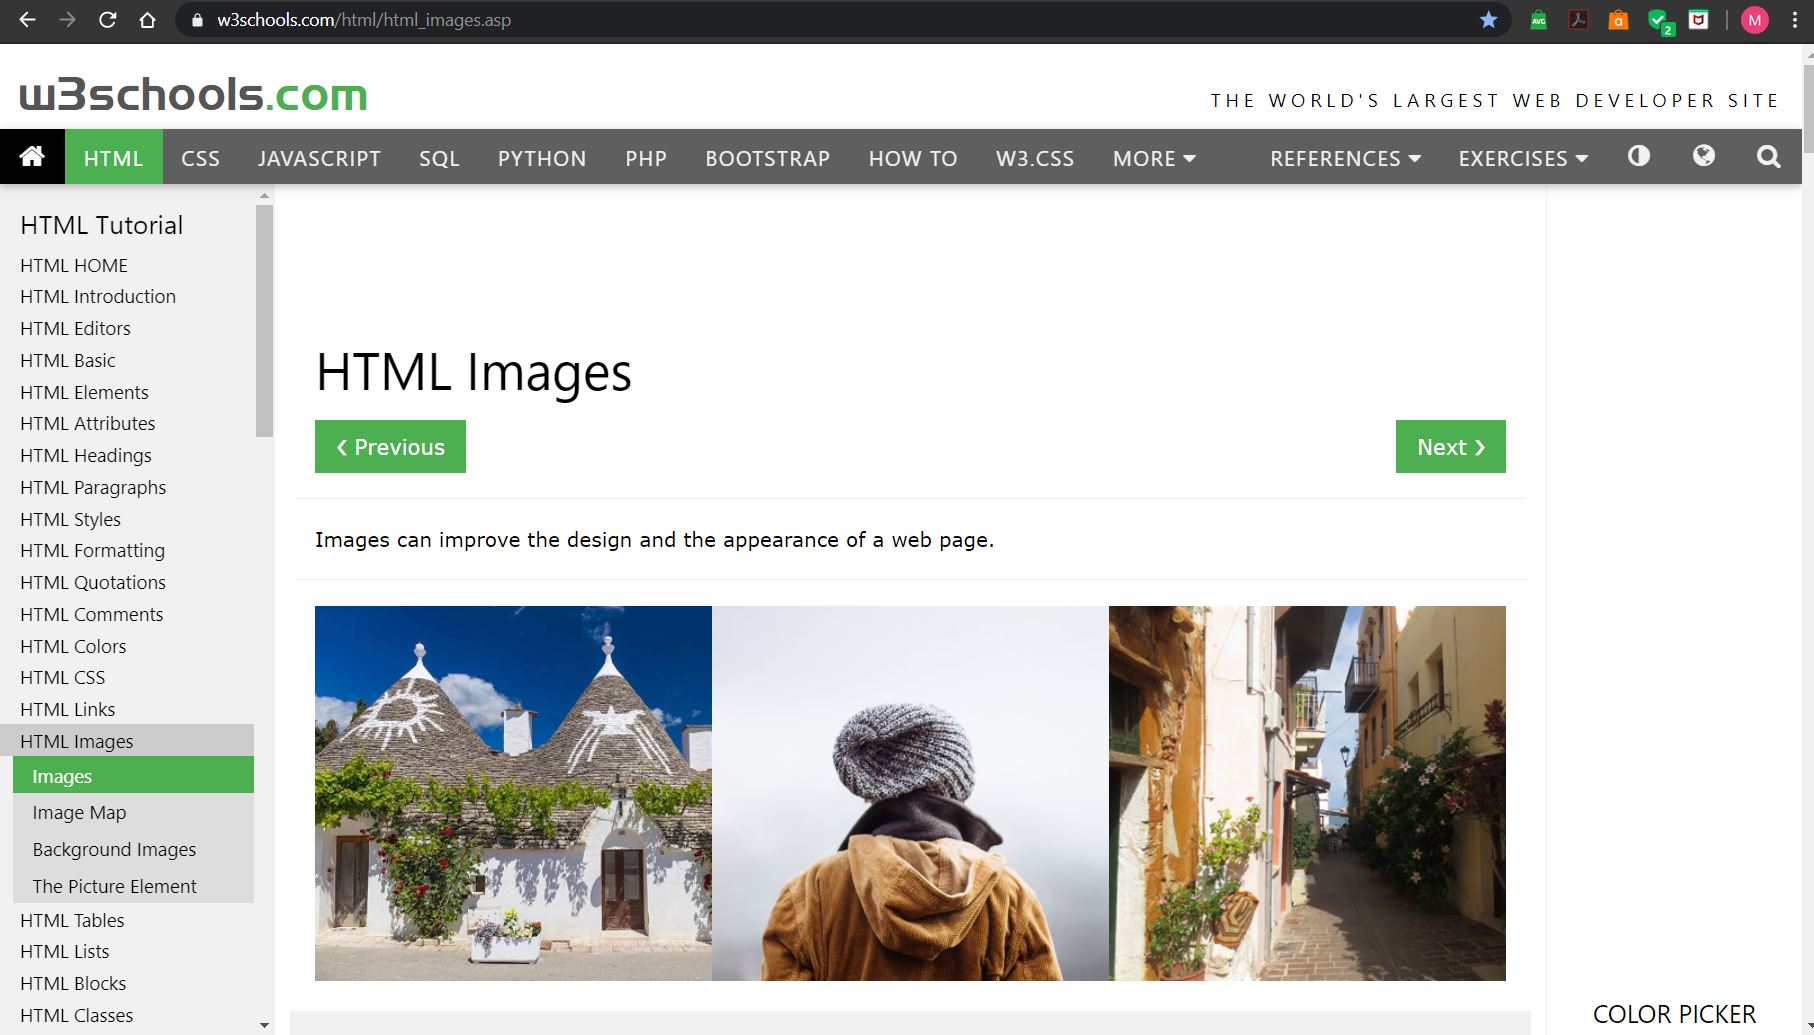 w3schools.com/html/html_images.asp
AVG
a
2
M
w3schools.com
THE WORLD'S LARGEST WEB DEVELOPER SITE
HTML CSS JAVASCRIPT SQL PYTHON PHP BOOTSTRAP HOW TO W3.CSS MORE REFERENCES EXERCISES
HTML Tutorial
HTML HOME
HTML Introduction
HTML Editors
HTML Basic
HTML Elements
HTML Attributes
HTML Headings
HTML Paragraphs
HTML Styles
HTML Formatting
HTML Quotations
HTML Comments
HTML Colors
HTML CSS
HTML Links
HTML Images
Images
Image Map
Background Images
The Picture Element
HTML Tables
HTML Lists
HTML Blocks
HTML Classes
HTML Images
❮ Previous
Next ❯
Images can improve the design and the appearance of a web page.
COLOR PICKER